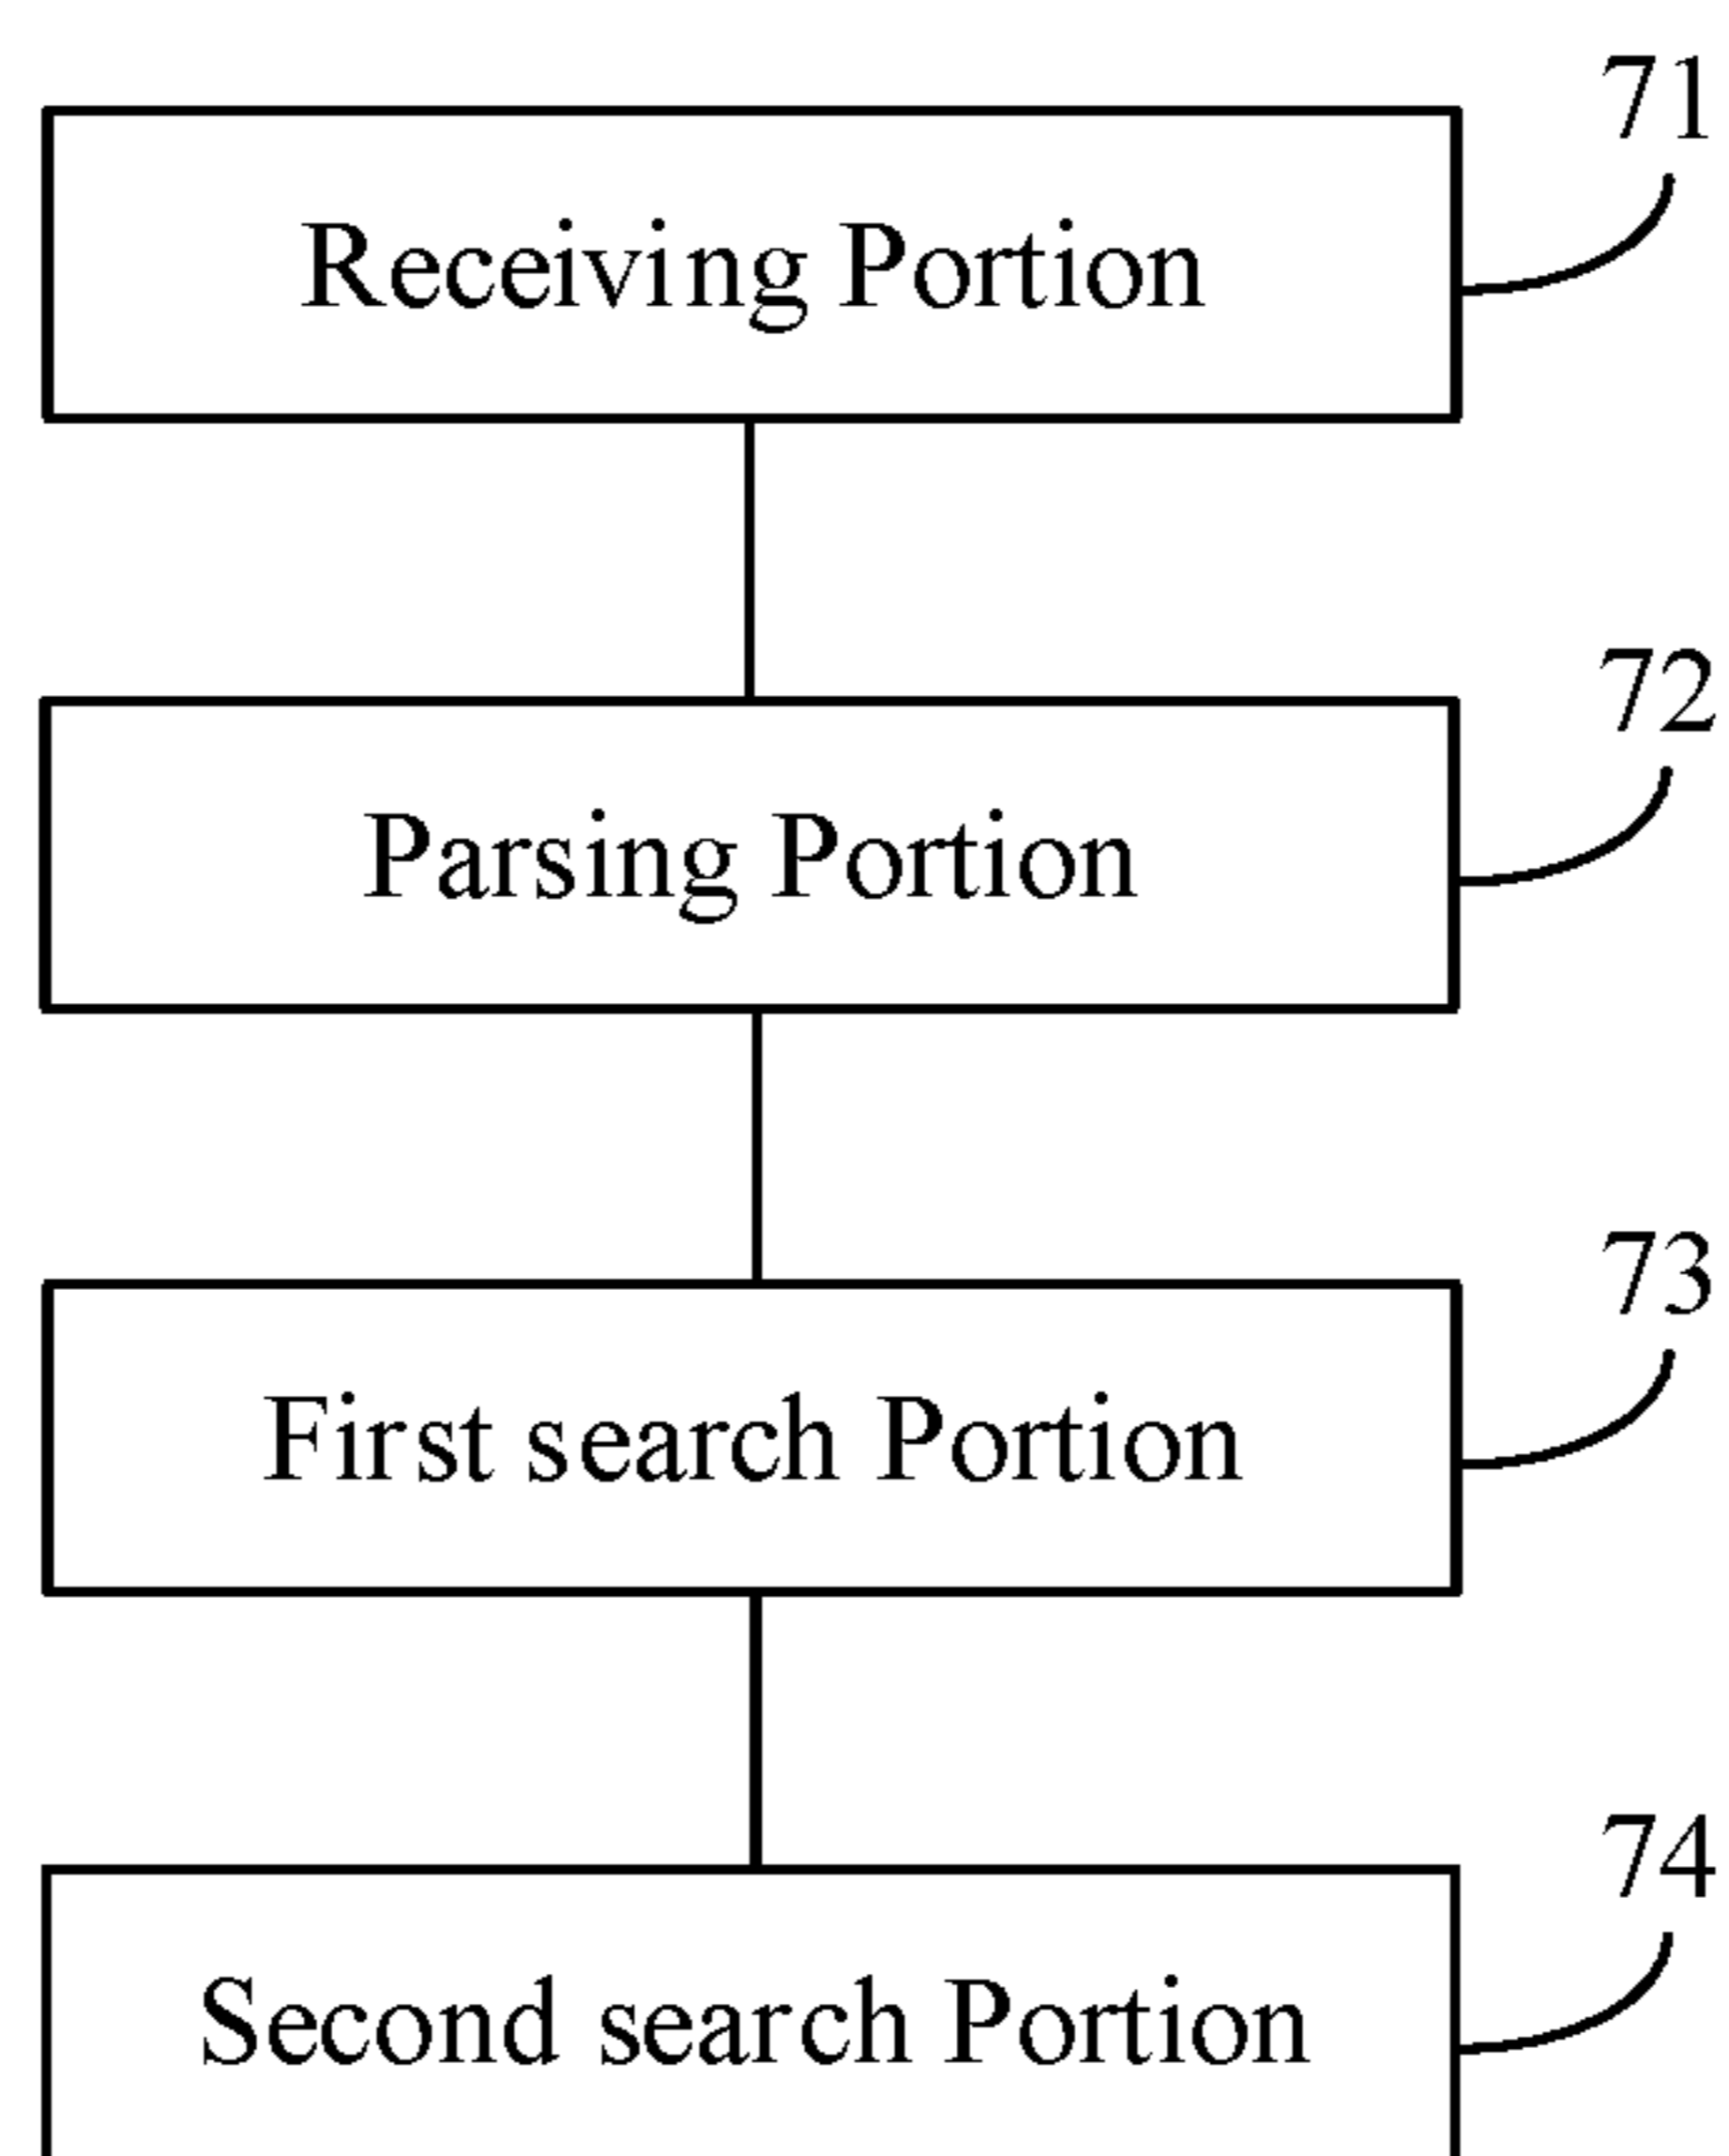 71
Receiving Portion
72
Parsing Portion
73
First search Portion
74
Second search Portion